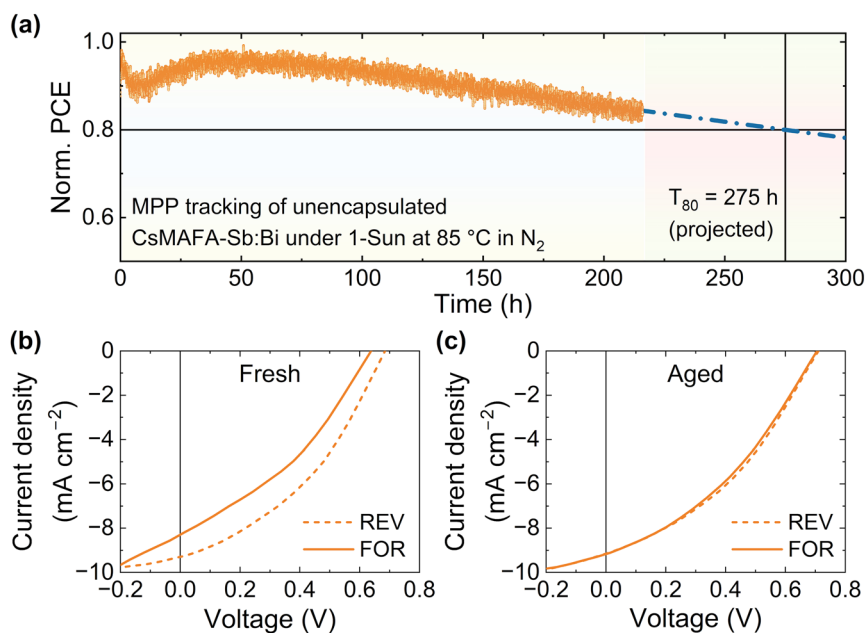 (a)
1.0
0.8
0.6
Norm. PCE
MPP tracking of unencapsulated
CsMAFA-Sb:Bi under 1-Sun at 85 °C in N₂
T₈₀ = 275 h
(projected)
0 50 100 150 200 250 300
Time (h)
(b)
Fresh
0
−2
−4
−6
−8
−10
Current density
(mA cm⁻²)
REV
FOR
−0.2 0.0 0.2 0.4 0.6 0.8
Voltage (V)
(c)
Aged
0
−2
−4
−6
−8
−10
Current density
(mA cm⁻²)
REV
FOR
−0.2 0.0 0.2 0.4 0.6 0.8
Voltage (V)